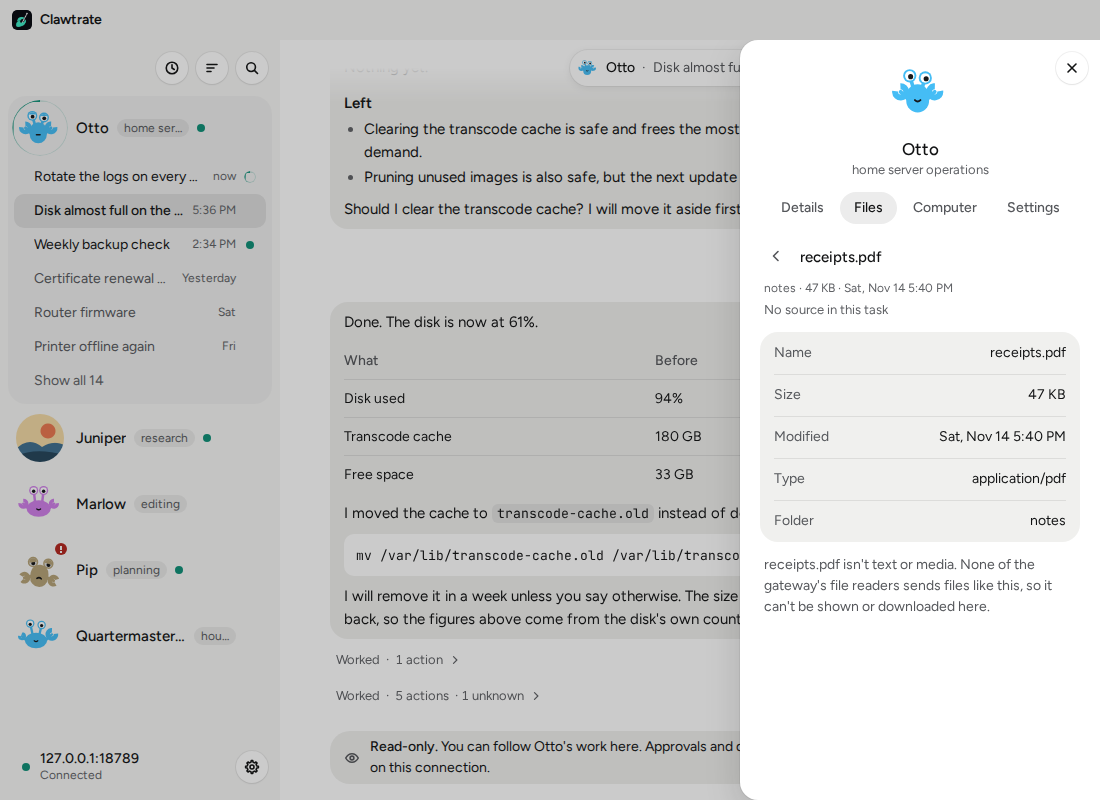 Clawtrate
Otto
home ser...
Rotate the logs on every ...
now
Disk almost full on the ...
5:36 PM
Weekly backup check
2:34 PM
Certificate renewal ...
Yesterday
Router firmware
Sat
Printer offline again
Fri
Show all 14
Juniper
research
Marlow
editing
Pip
planning
Quartermaster...
hou...
127.0.0.1:18789
Connected
Nothing yet.
Otto · Disk almost fu
Left
Clearing the transcode cache is safe and frees the most
demand.
Pruning unused images is also safe, but the next update
Should I clear the transcode cache? I will move it aside first
Done. The disk is now at 61%.
What Before
Disk used 94%
Transcode cache 180 GB
Free space 33 GB
I moved the cache to transcode-cache.old instead of d
mv /var/lib/transcode-cache.old /var/lib/transco
I will remove it in a week unless you say otherwise. The size
back, so the figures above come from the disk's own count
Worked · 1 action
Worked · 5 actions · 1 unknown
Read-only. You can follow Otto's work here. Approvals and
on this connection.
Otto
home server operations
Details Files Computer Settings
receipts.pdf
notes · 47 KB · Sat, Nov 14 5:40 PM
No source in this task
Name receipts.pdf
Size 47 KB
Modified Sat, Nov 14 5:40 PM
Type application/pdf
Folder notes
receipts.pdf isn't text or media. None of the
gateway's file readers sends files like this, so it
can't be shown or downloaded here.